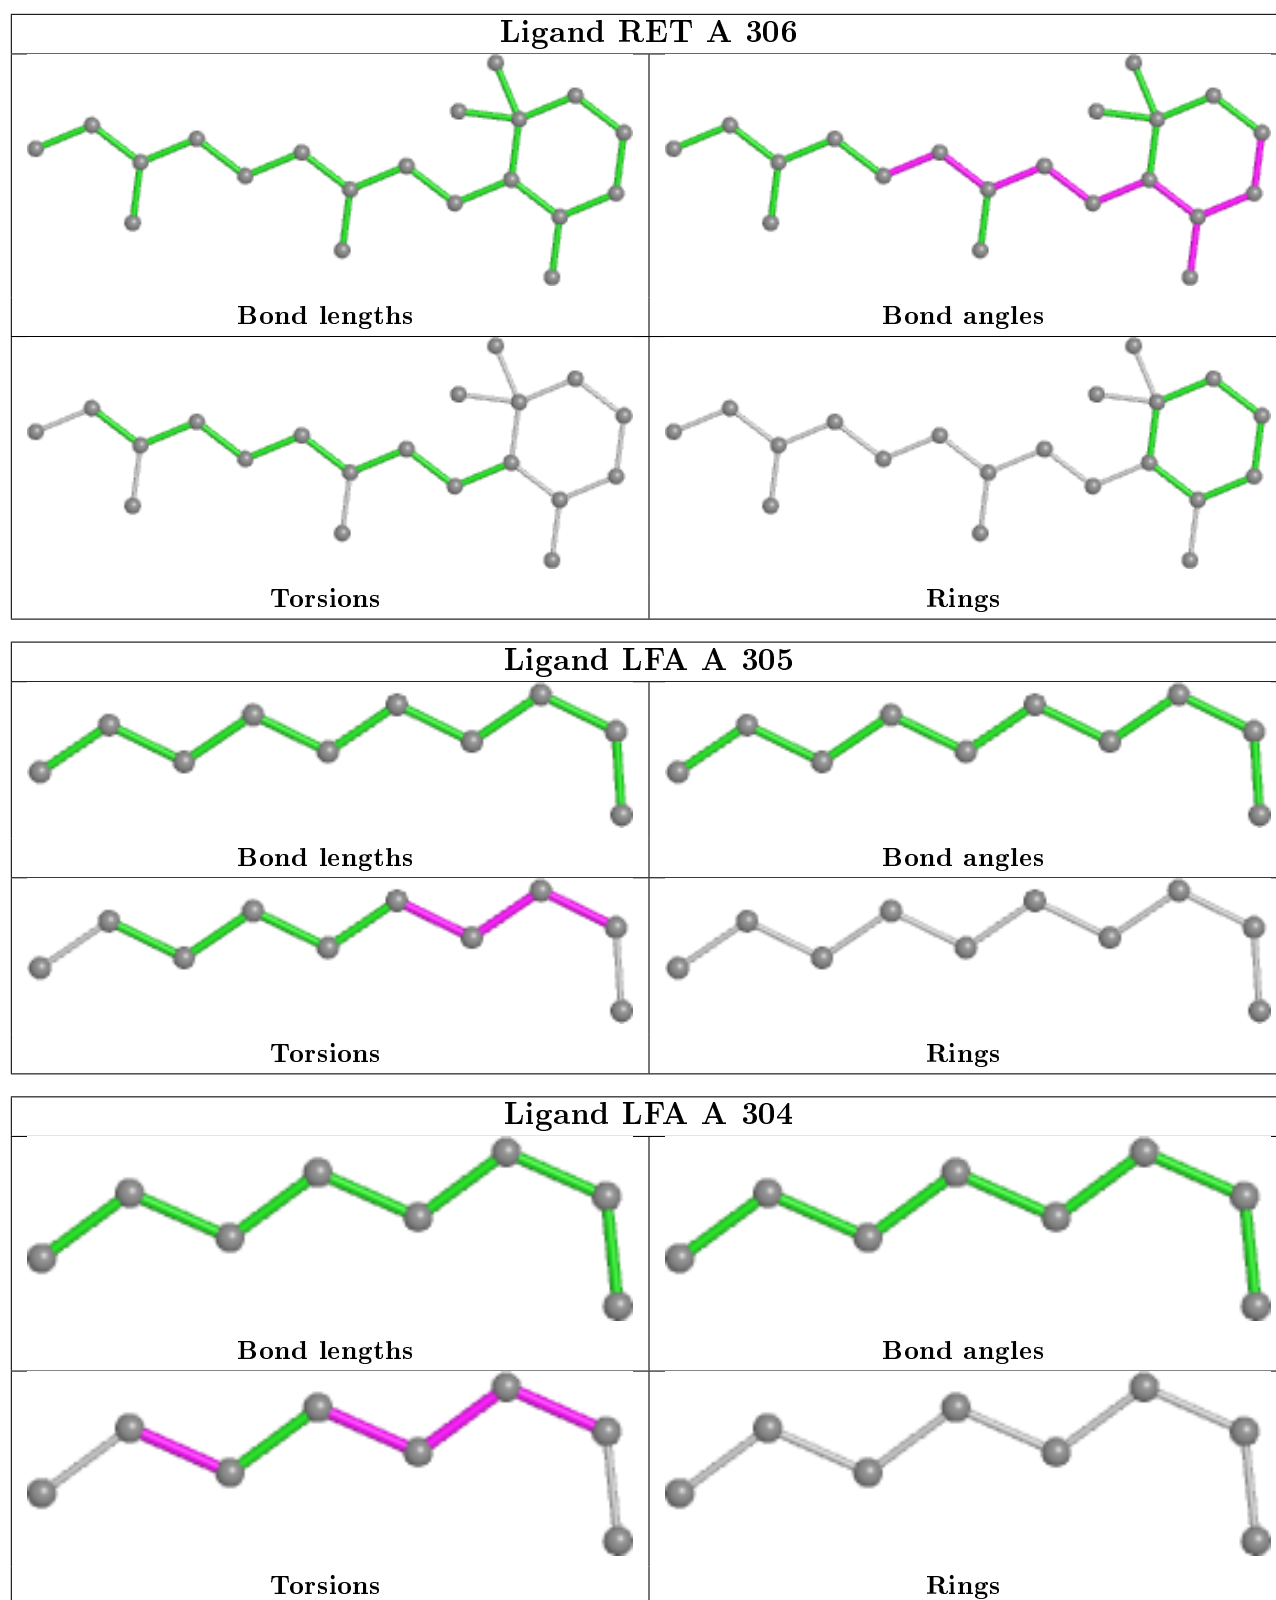 Ligand RET A 306
Bond lengths
Bond angles
Torsions
Rings
Ligand LFA A 305
Bond lengths
Bond angles
Torsions
Rings
Ligand LFA A 304
Bond lengths
Bond angles
Torsions
Rings